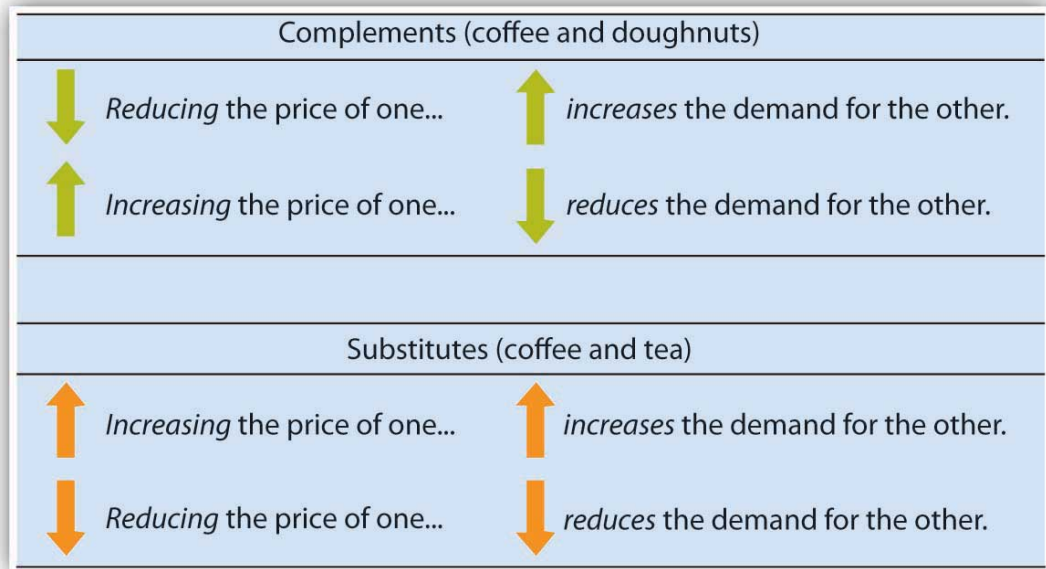 Complements (coffee and doughnuts)
Reducing the price of one... increases the demand for the other.
Increasing the price of one... reduces the demand for the other.
Substitutes (coffee and tea)
Increasing the price of one... increases the demand for the other.
Reducing the price of one... reduces the demand for the other.